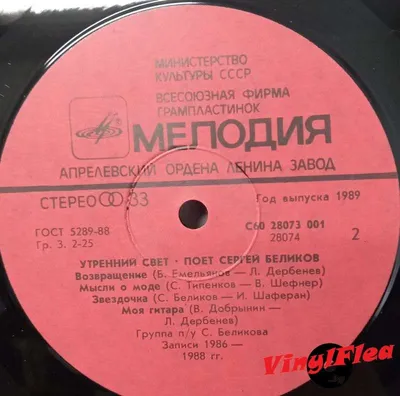 МИНИСТЕРСТВО
КУЛЬТУРЫ СССР
ВСЕСОЮЗНАЯ ФИРМА
ГРАМПЛАСТИНОК
МЕЛОДИЯ
АПРЕЛЕВСКИЙ ОРДЕНА ЛЕНИНА ЗАВОД
СТЕРЕО 33
Год выпуска 1989
ГОСТ 5289-88
С60 28073 001
Гр. 3. 2-25
28074
2
УТРЕННИЙ СВЕТ · ПОЕТ СЕРГЕЙ БЕЛИКОВ
Возвращение (Б. Емельянов — Л. Дербенев)
Мысли о моде (С. Типенков — В. Шефнер)
Звездочка (С. Беликов — И. Шаферан)
Моя гитара (В. Добрынин —
Л. Дербенев)
Группа п/у С. Беликова
Записи 1986 —
1988 гг.
VinylFlea